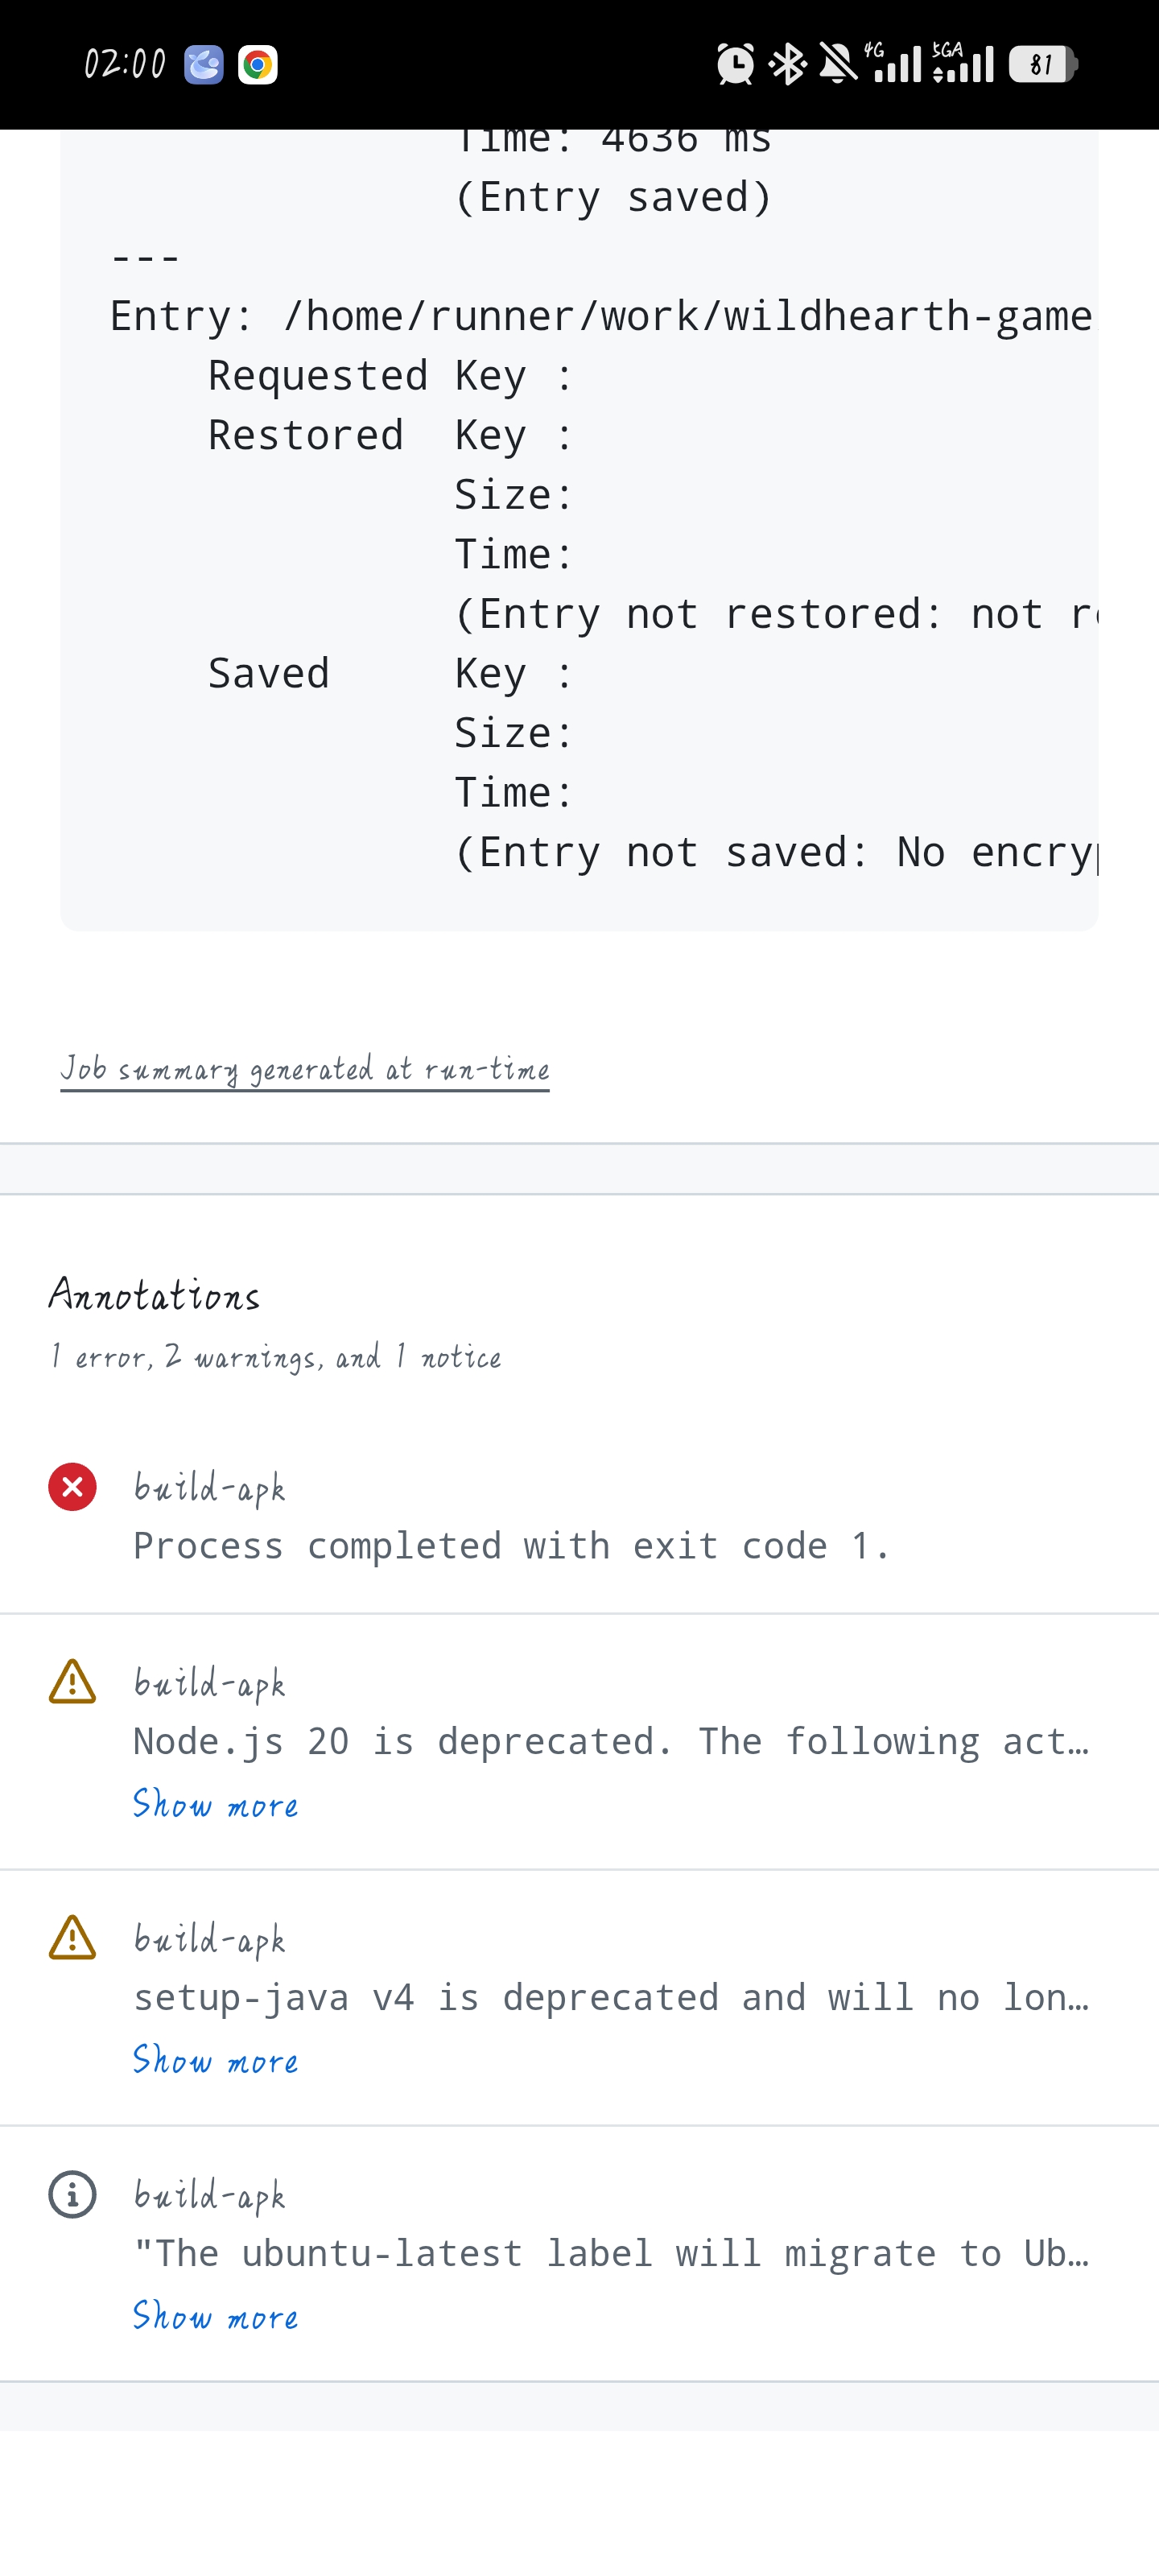 02:00
4G
5GA
81
Time: 4636 ms
(Entry saved)
---
Entry: /home/runner/work/wildhearth-game
Requested Key :
Restored Key :
Size:
Time:
(Entry not restored: not r
Saved Key :
Size:
Time:
(Entry not saved: No encry
Job summary generated at run-time
Annotations
1 error, 2 warnings, and 1 notice
build-apk
Process completed with exit code 1.
build-apk
Node.js 20 is deprecated. The following act…
Show more
build-apk
setup-java v4 is deprecated and will no lon…
Show more
build-apk
"The ubuntu-latest label will migrate to Ub…
Show more